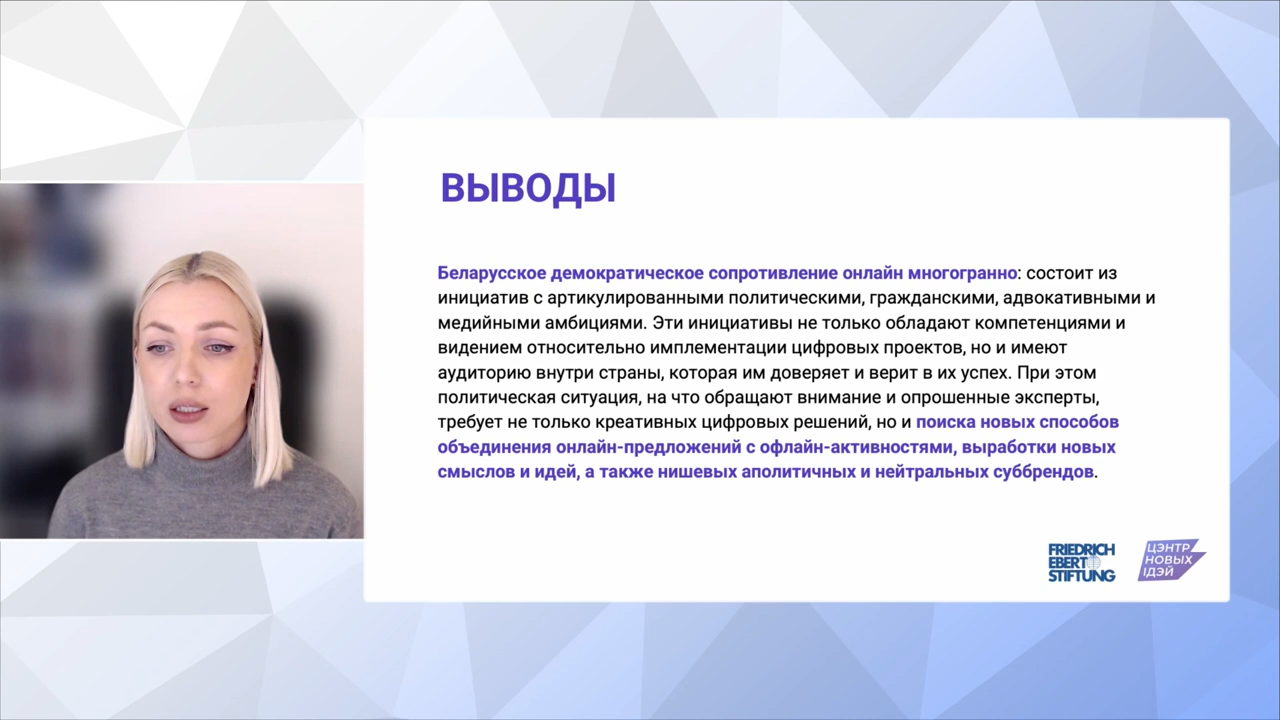 ВЫВОДЫ
Беларусское демократическое сопротивление онлайн многогранно: состоит из
инициатив с артикулированными политическими, гражданскими, адвокативными и
медийными амбициями. Эти инициативы не только обладают компетенциями и
видением относительно имплементации цифровых проектов, но и имеют
аудиторию внутри страны, которая им доверяет и верит в их успех. При этом
политическая ситуация, на что обращают внимание и опрошенные эксперты,
требует не только креативных цифровых решений, но и поиска новых способов
объединения онлайн-предложений с офлайн-активностями, выработки новых
смыслов и идей, а также нишевых аполитичных и нейтральных суббрендов.
FRIEDRICH
EBERT
STIFTUNG
ЦЭНТР
НОВЫХ
ІДЭЙ